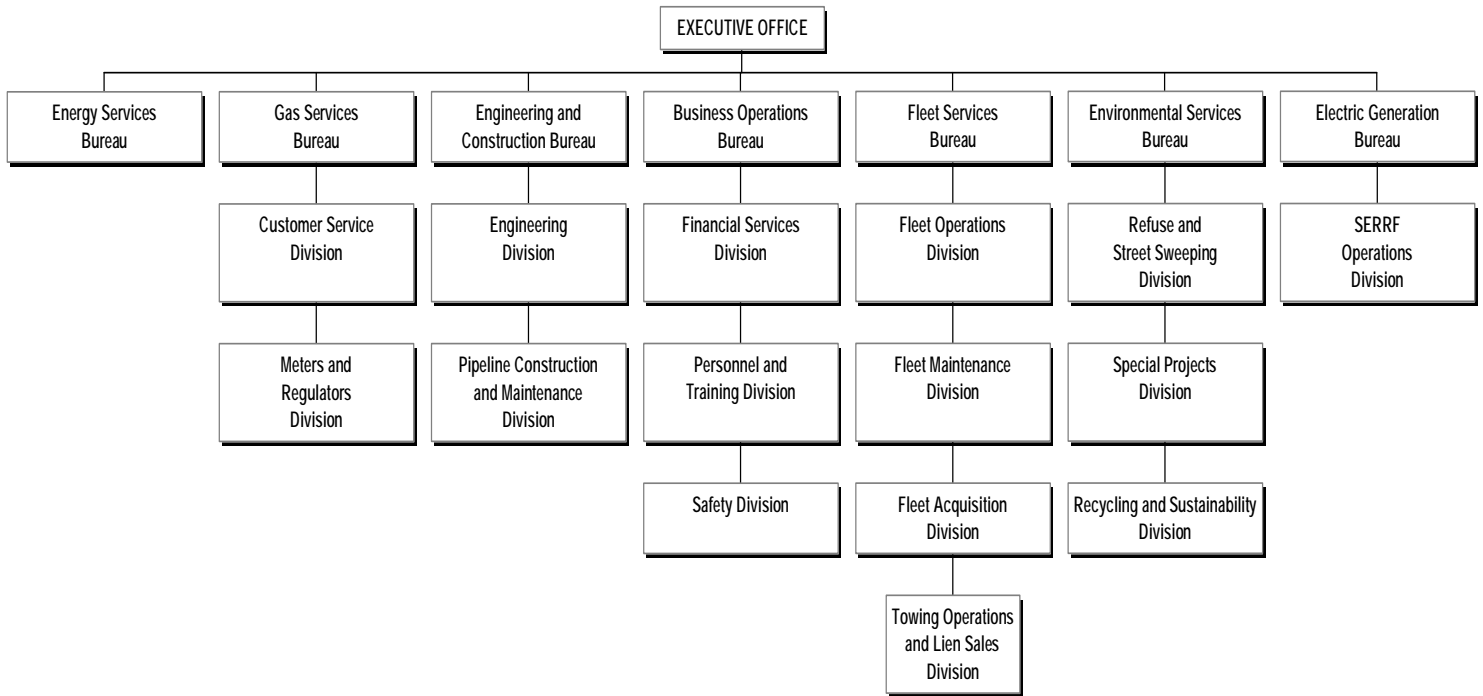 EXECUTIVE OFFICE
Energy Services
Bureau
Gas Services
Bureau
Engineering and
Construction Bureau
Business Operations
Bureau
Fleet Services
Bureau
Environmental Services
Bureau
Electric Generation
Bureau
Customer Service
Division
Engineering
Division
Financial Services
Division
Fleet Operations
Division
Refuse and
Street Sweeping
Division
SERRF
Operations
Division
Meters and
Regulators
Division
Pipeline Construction
and Maintenance
Division
Personnel and
Training Division
Fleet Maintenance
Division
Special Projects
Division
Safety Division
Fleet Acquisition
Division
Recycling and Sustainability
Division
Towing Operations
and Lien Sales
Division